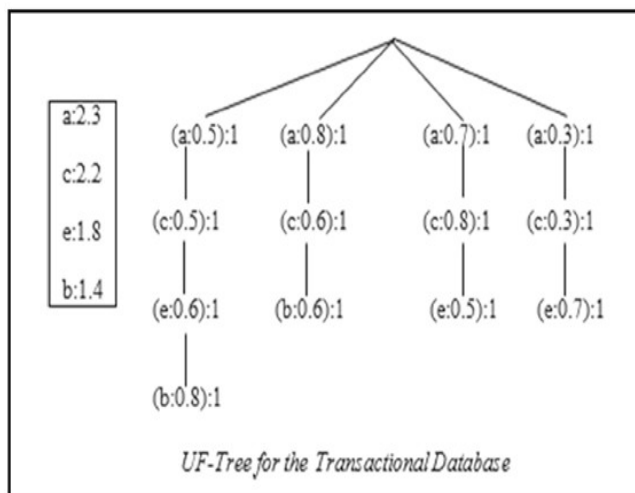 a:2.3
c:2.2
e:1.8
b:1.4
(a:0.5):1 (a:0.8):1 (a:0.7):1 (a:0.3):1
(c:0.5):1 (c:0.6):1 (c:0.8):1 (c:0.3):1
(e:0.6):1 (b:0.6):1 (e:0.5):1 (e:0.7):1
(b:0.8):1
UF-Tree for the Transactional Database